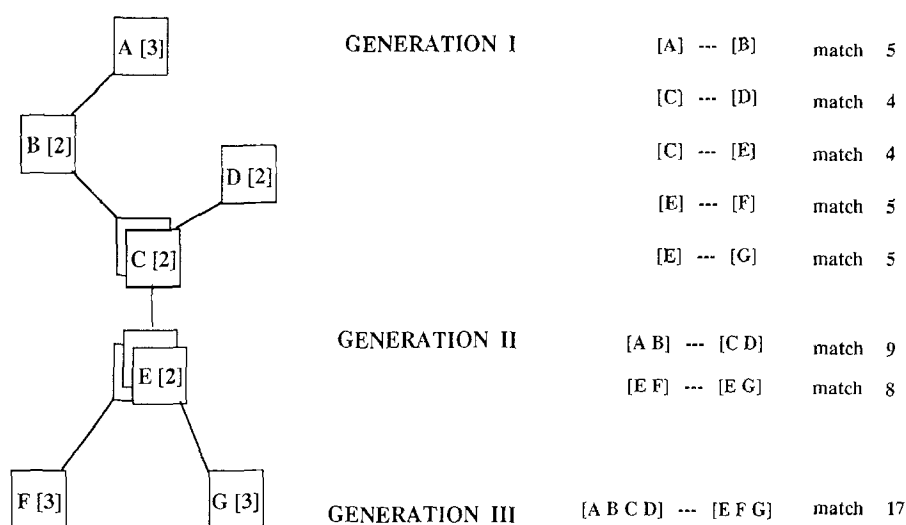 A [3]
GENERATION I [A] --- [B] match 5
[C] --- [D] match 4
B [2]
[C] --- [E] match 4
D [2]
[E] --- [F] match 5
C [2]
[E] --- [G] match 5
GENERATION II [A B] --- [C D] match 9
E [2]
[E F] --- [E G] match 8
F [3]
G [3]
GENERATION III [A B C D] --- [E F G] match 17